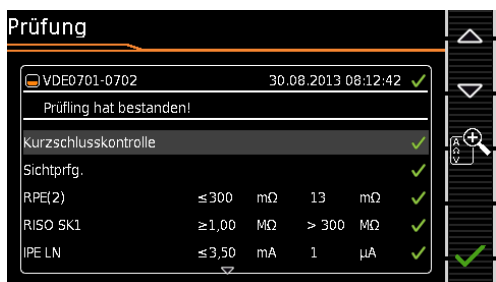 Prüfung
VDE0701-0702 30.08.2013 08:12:42
Prüfling hat bestanden!
Kurzschlusskontrolle
Sichtprfg.
RPE(2) ≤300 mΩ 13 mΩ
RISO SK1 ≥1,00 MΩ > 300 MΩ
IPE LN ≤3,50 mA 1 µA
A
Ω
V